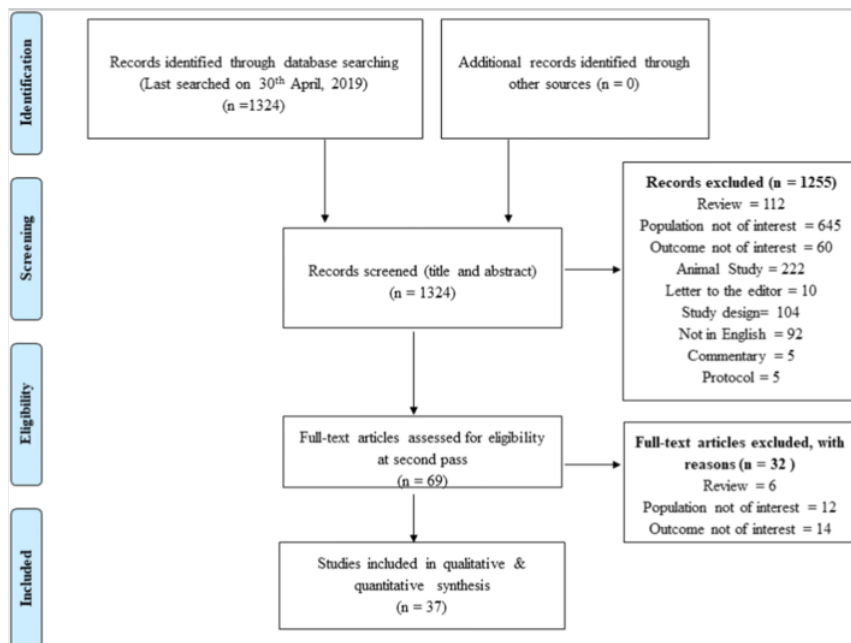 Identification
Records identified through database searching
(Last searched on 30th April, 2019)
(n =1324)
Additional records identified through
other sources (n = 0)
Screening
Records screened (title and abstract)
(n = 1324)
Records excluded (n = 1255)
Review = 112
Population not of interest = 645
Outcome not of interest = 60
Animal Study = 222
Letter to the editor = 10
Study design= 104
Not in English = 92
Commentary = 5
Protocol = 5
Eligibility
Full-text articles assessed for eligibility
at second pass
(n = 69)
Full-text articles excluded, with
reasons (n = 32 )
Review = 6
Population not of interest = 12
Outcome not of interest = 14
Included
Studies included in qualitative &
quantitative synthesis
(n = 37)